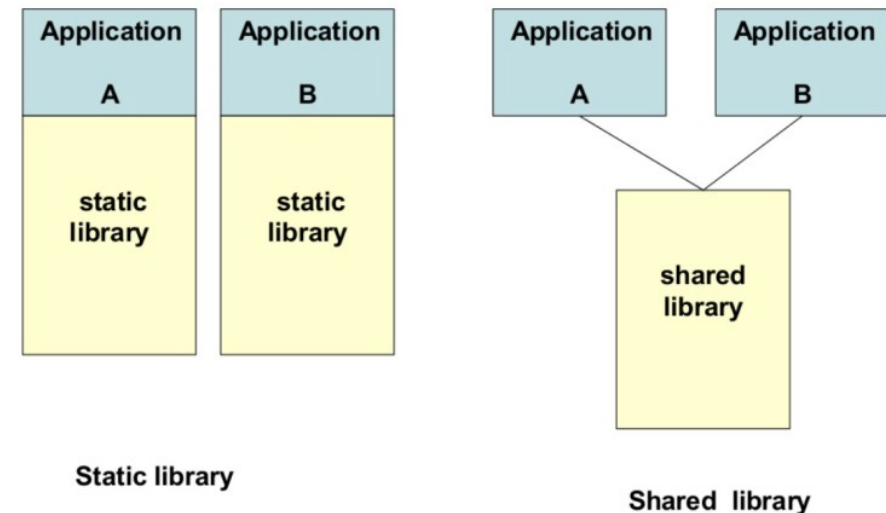 Application
A
static
library
Application
B
static
library
Application
A
Application
B
shared
library
Static library
Shared library